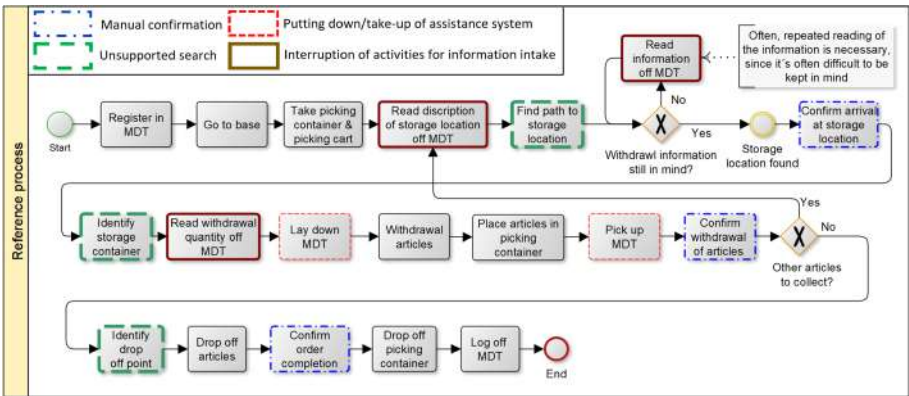 Manual confirmation
Putting down/take-up of assistance system
Unsupported search
Interruption of activities for information intake
Read
information
off MDT
Often, repeated reading of
the information is necessary,
since it´s often difficult to be
kept in mind
No
Start
Register in
MDT
Go to base
Take picking
container &
picking cart
Read discription
of storage location
off MDT
Find path to
storage
location
Yes
Withdrawl information
still in mind?
Storage
location found
Confirm arrival
at storage
location
Reference process
Identify
storage
container
Read withdrawal
quantity off
MDT
Lay down
MDT
Withdrawal
articles
Place articles in
picking
container
Pick up
MDT
Confirm
withdrawal
of articles
Yes
No
Other articles
to collect?
Identify
drop
off point
Drop off
articles
Confirm
order
completion
Drop off
picking
container
Log off
MDT
End